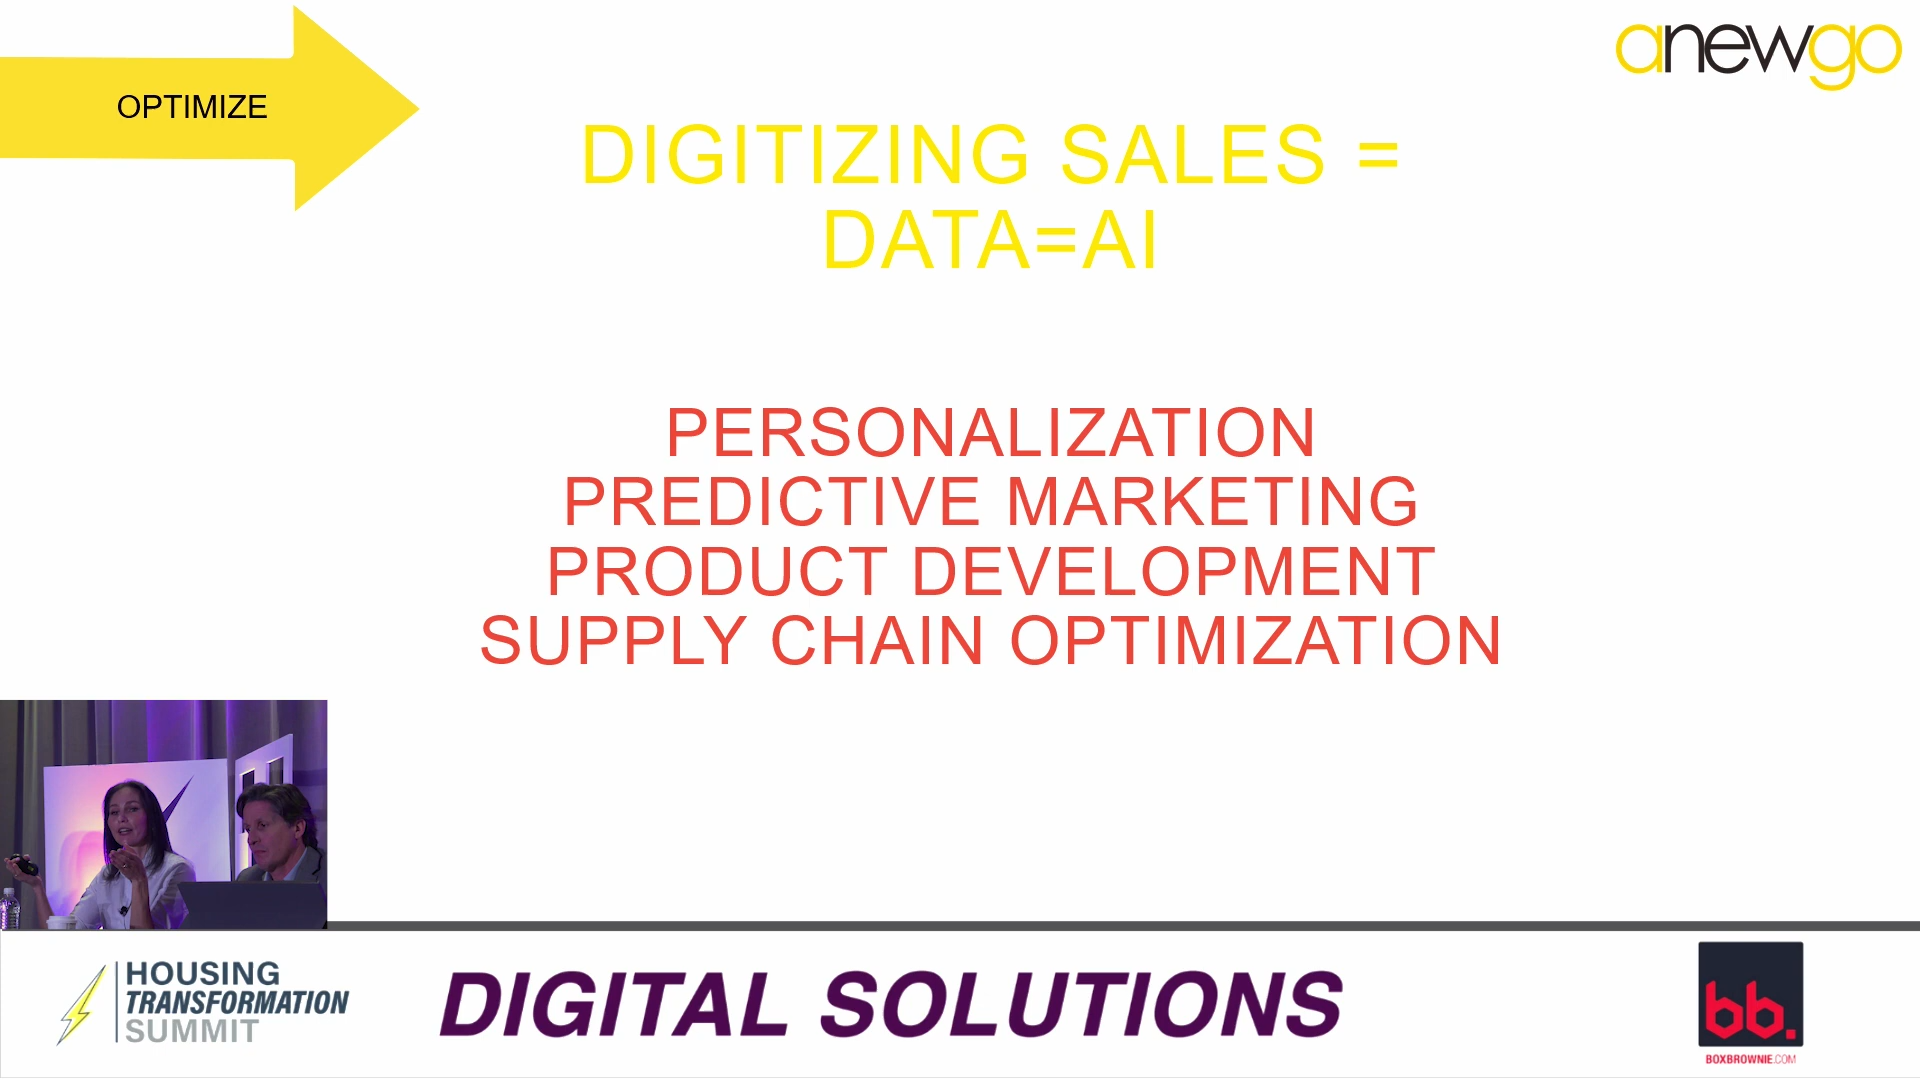 OPTIMIZE
anewgo
DIGITIZING SALES =
DATA=AI
PERSONALIZATION
PREDICTIVE MARKETING
PRODUCT DEVELOPMENT
SUPPLY CHAIN OPTIMIZATION
HOUSING
TRANSFORMATION
SUMMIT
DIGITAL SOLUTIONS
bb.
BOXBROWNIE.COM